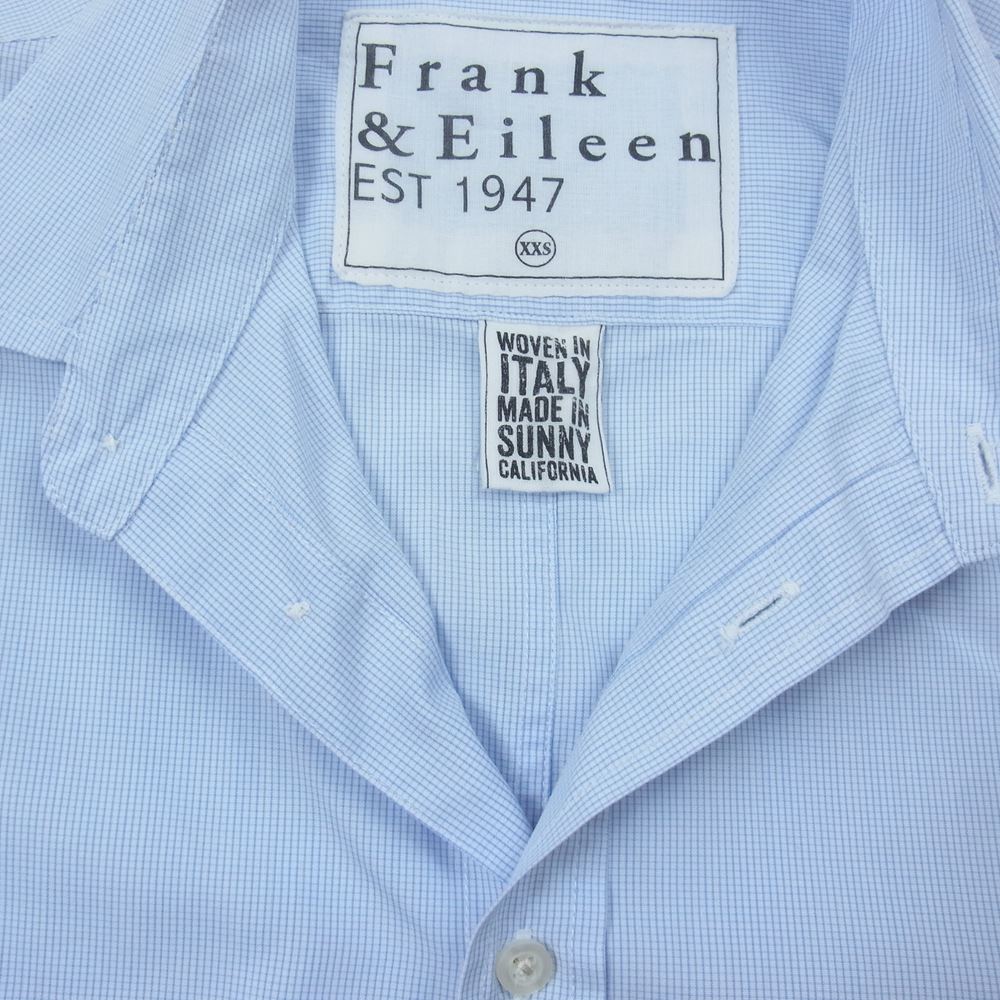 Frank
& Eileen
EST 1947
XXS
WOVEN IN
ITALY
MADE IN
SUNNY
CALIFORNIA